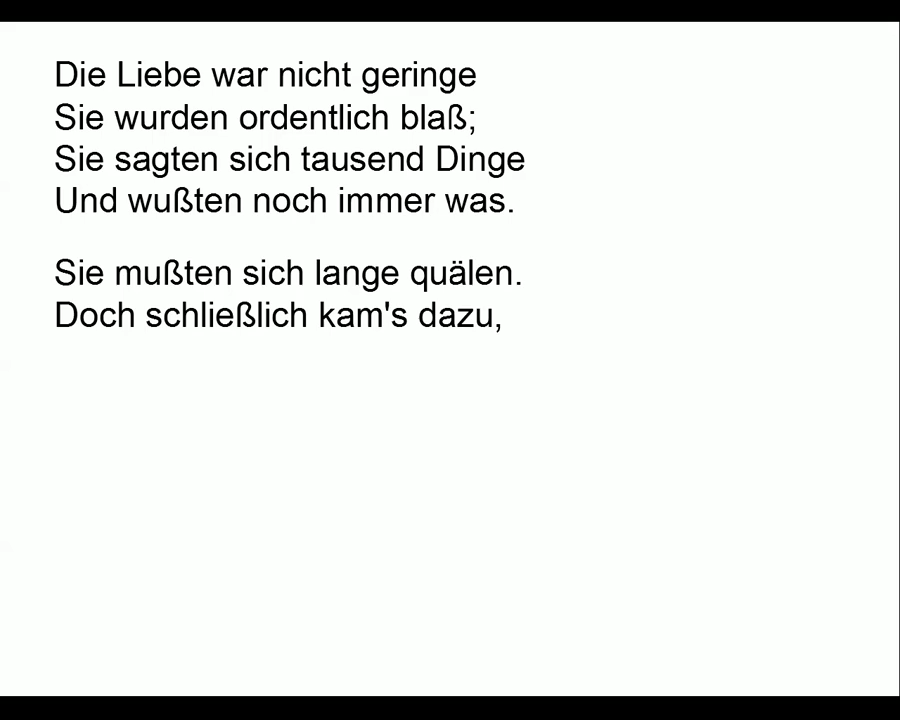 Die Liebe war nicht geringe
Sie wurden ordentlich blaß;
Sie sagten sich tausend Dinge
Und wußten noch immer was.
Sie mußten sich lange quälen.
Doch schließlich kam's dazu,